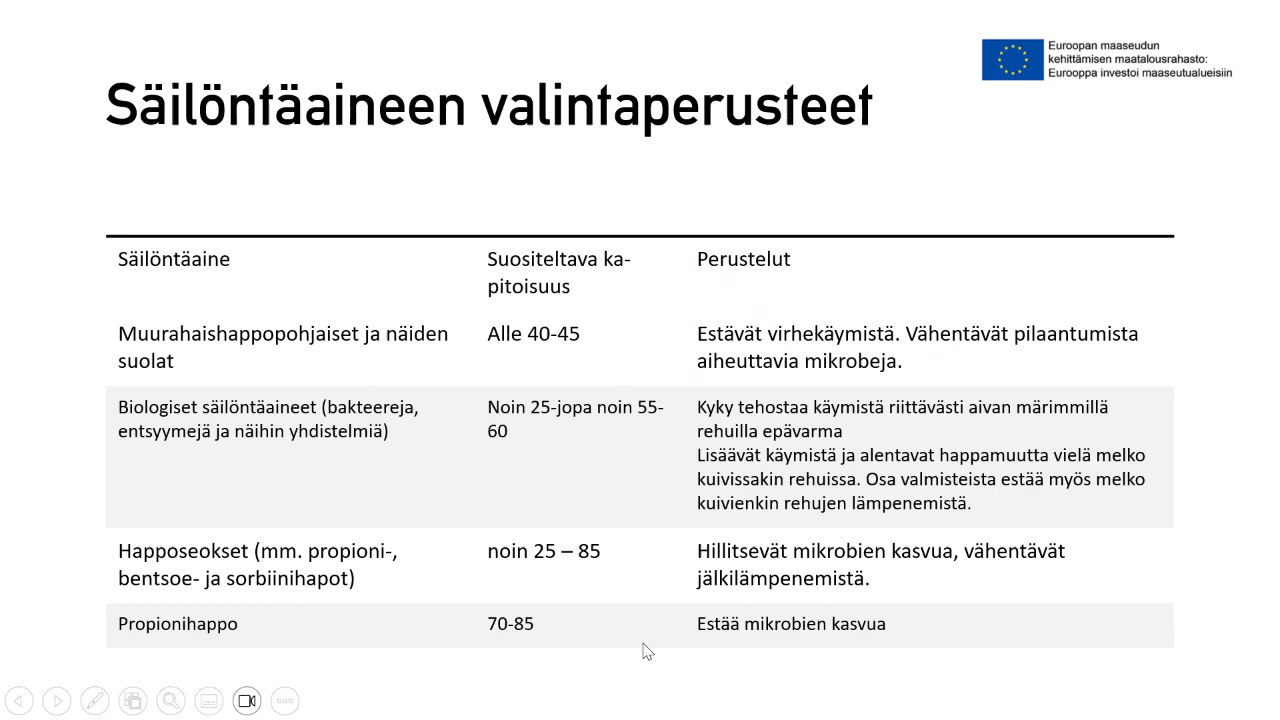 Euroopan maaseudun
kehittämisen maatalousrahasto:
Eurooppa investoi maaseutualueisiin
Säilöntäaineen valintaperusteet
Säilöntäaine
Suositeltava ka-
pitoisuus
Perustelut
Muurahaishappopohjaiset ja näiden
suolat
Alle 40-45
Estävät virhekäymistä. Vähentävät pilaantumista
aiheuttavia mikrobeja.
Biologiset säilöntäaineet (bakteereja,
entsyymejä ja näihin yhdistelmiä)
Noin 25-jopa noin 55-
60
Kyky tehostaa käymistä riittävästi aivan märimmillä
rehuilla epävarma
Lisäävät käymistä ja alentavat happamuutta vielä melko
kuivissakin rehuissa. Osa valmisteista estää myös melko
kuivienkin rehujen lämpenemistä.
Happoseokset (mm. propioni-,
bentsoe- ja sorbiinihapot)
noin 25 – 85
Hillitsevät mikrobien kasvua, vähentävät
jälkilämpenemistä.
Propionihappo
70-85
Estää mikrobien kasvua